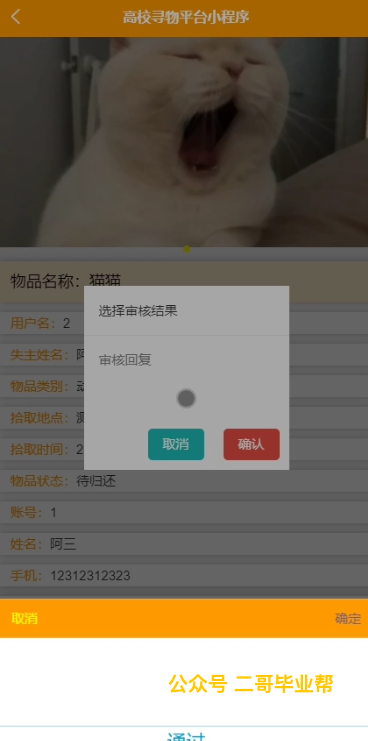 高校寻物平台小程序
物品名称：猫猫
选择审核结果
用户名：2
失主姓名：
物品类别：
审核回复
拾取地点：
拾取时间：2
取消 确认
物品状态：待归还
账号：1
姓名：阿三
手机：12312312323
取消 确定
公众号 二哥毕业帮
通过